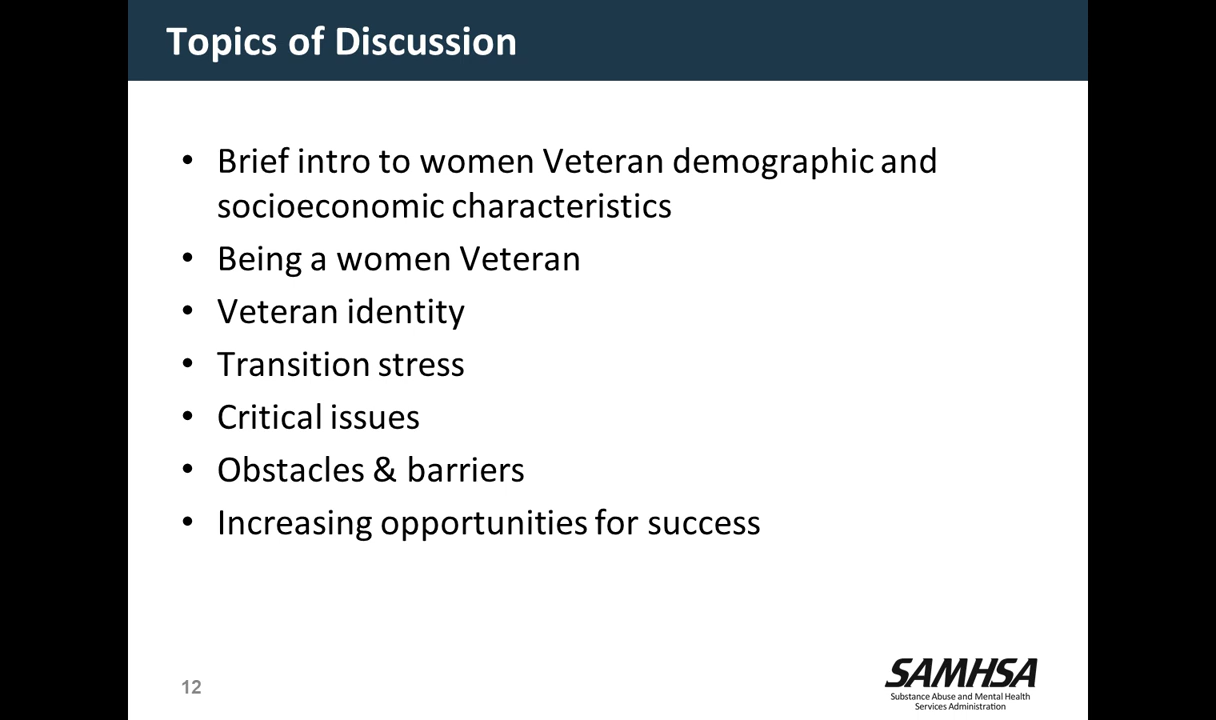 Topics of Discussion
• Brief intro to women Veteran demographic and
socioeconomic characteristics
• Being a women Veteran
• Veteran identity
• Transition stress
• Critical issues
• Obstacles & barriers
• Increasing opportunities for success
12
SAMHSA
Substance Abuse and Mental Health
Services Administration